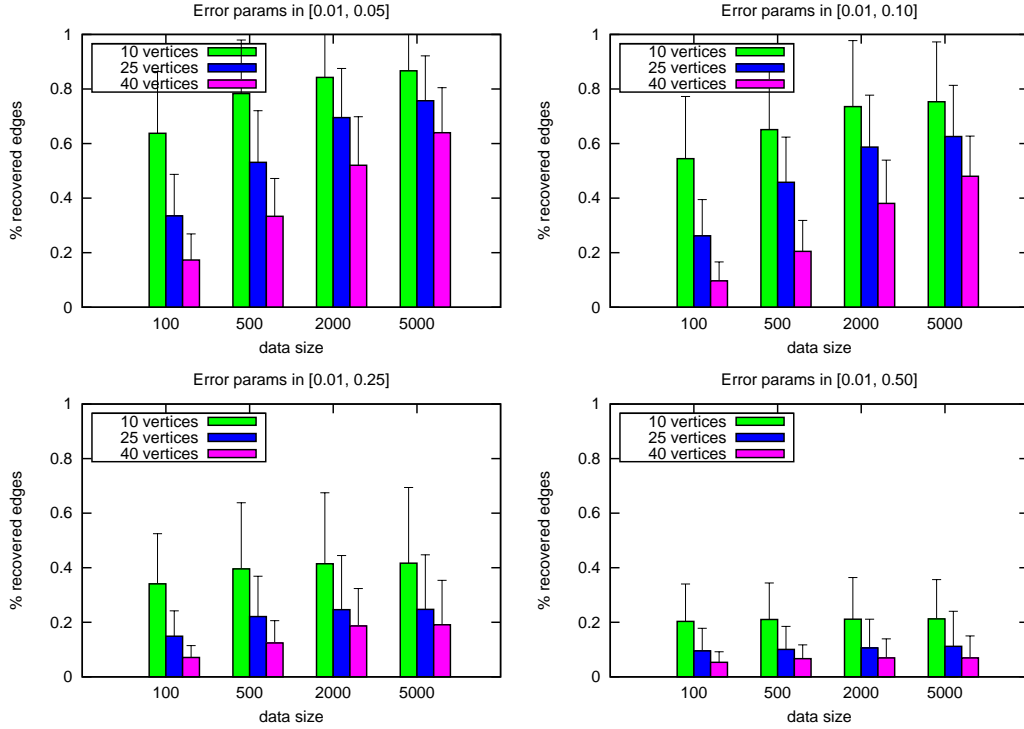 Error params in [0.01, 0.05]
1
0.8
0.6
0.4
0.2
0
% recovered edges
10 vertices
25 vertices
40 vertices
100 500 2000 5000
data size
Error params in [0.01, 0.10]
1
0.8
0.6
0.4
0.2
0
% recovered edges
10 vertices
25 vertices
40 vertices
100 500 2000 5000
data size
Error params in [0.01, 0.25]
1
0.8
0.6
0.4
0.2
0
% recovered edges
10 vertices
25 vertices
40 vertices
100 500 2000 5000
data size
Error params in [0.01, 0.50]
1
0.8
0.6
0.4
0.2
0
% recovered edges
10 vertices
25 vertices
40 vertices
100 500 2000 5000
data size